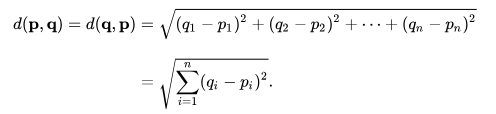 d(p, q) = d(q, p) = √((q₁ − p₁)² + (q₂ − p₂)² + ⋯ + (qₙ − pₙ)²)
= √(∑ᵢ₌₁ⁿ (qᵢ − pᵢ)²).